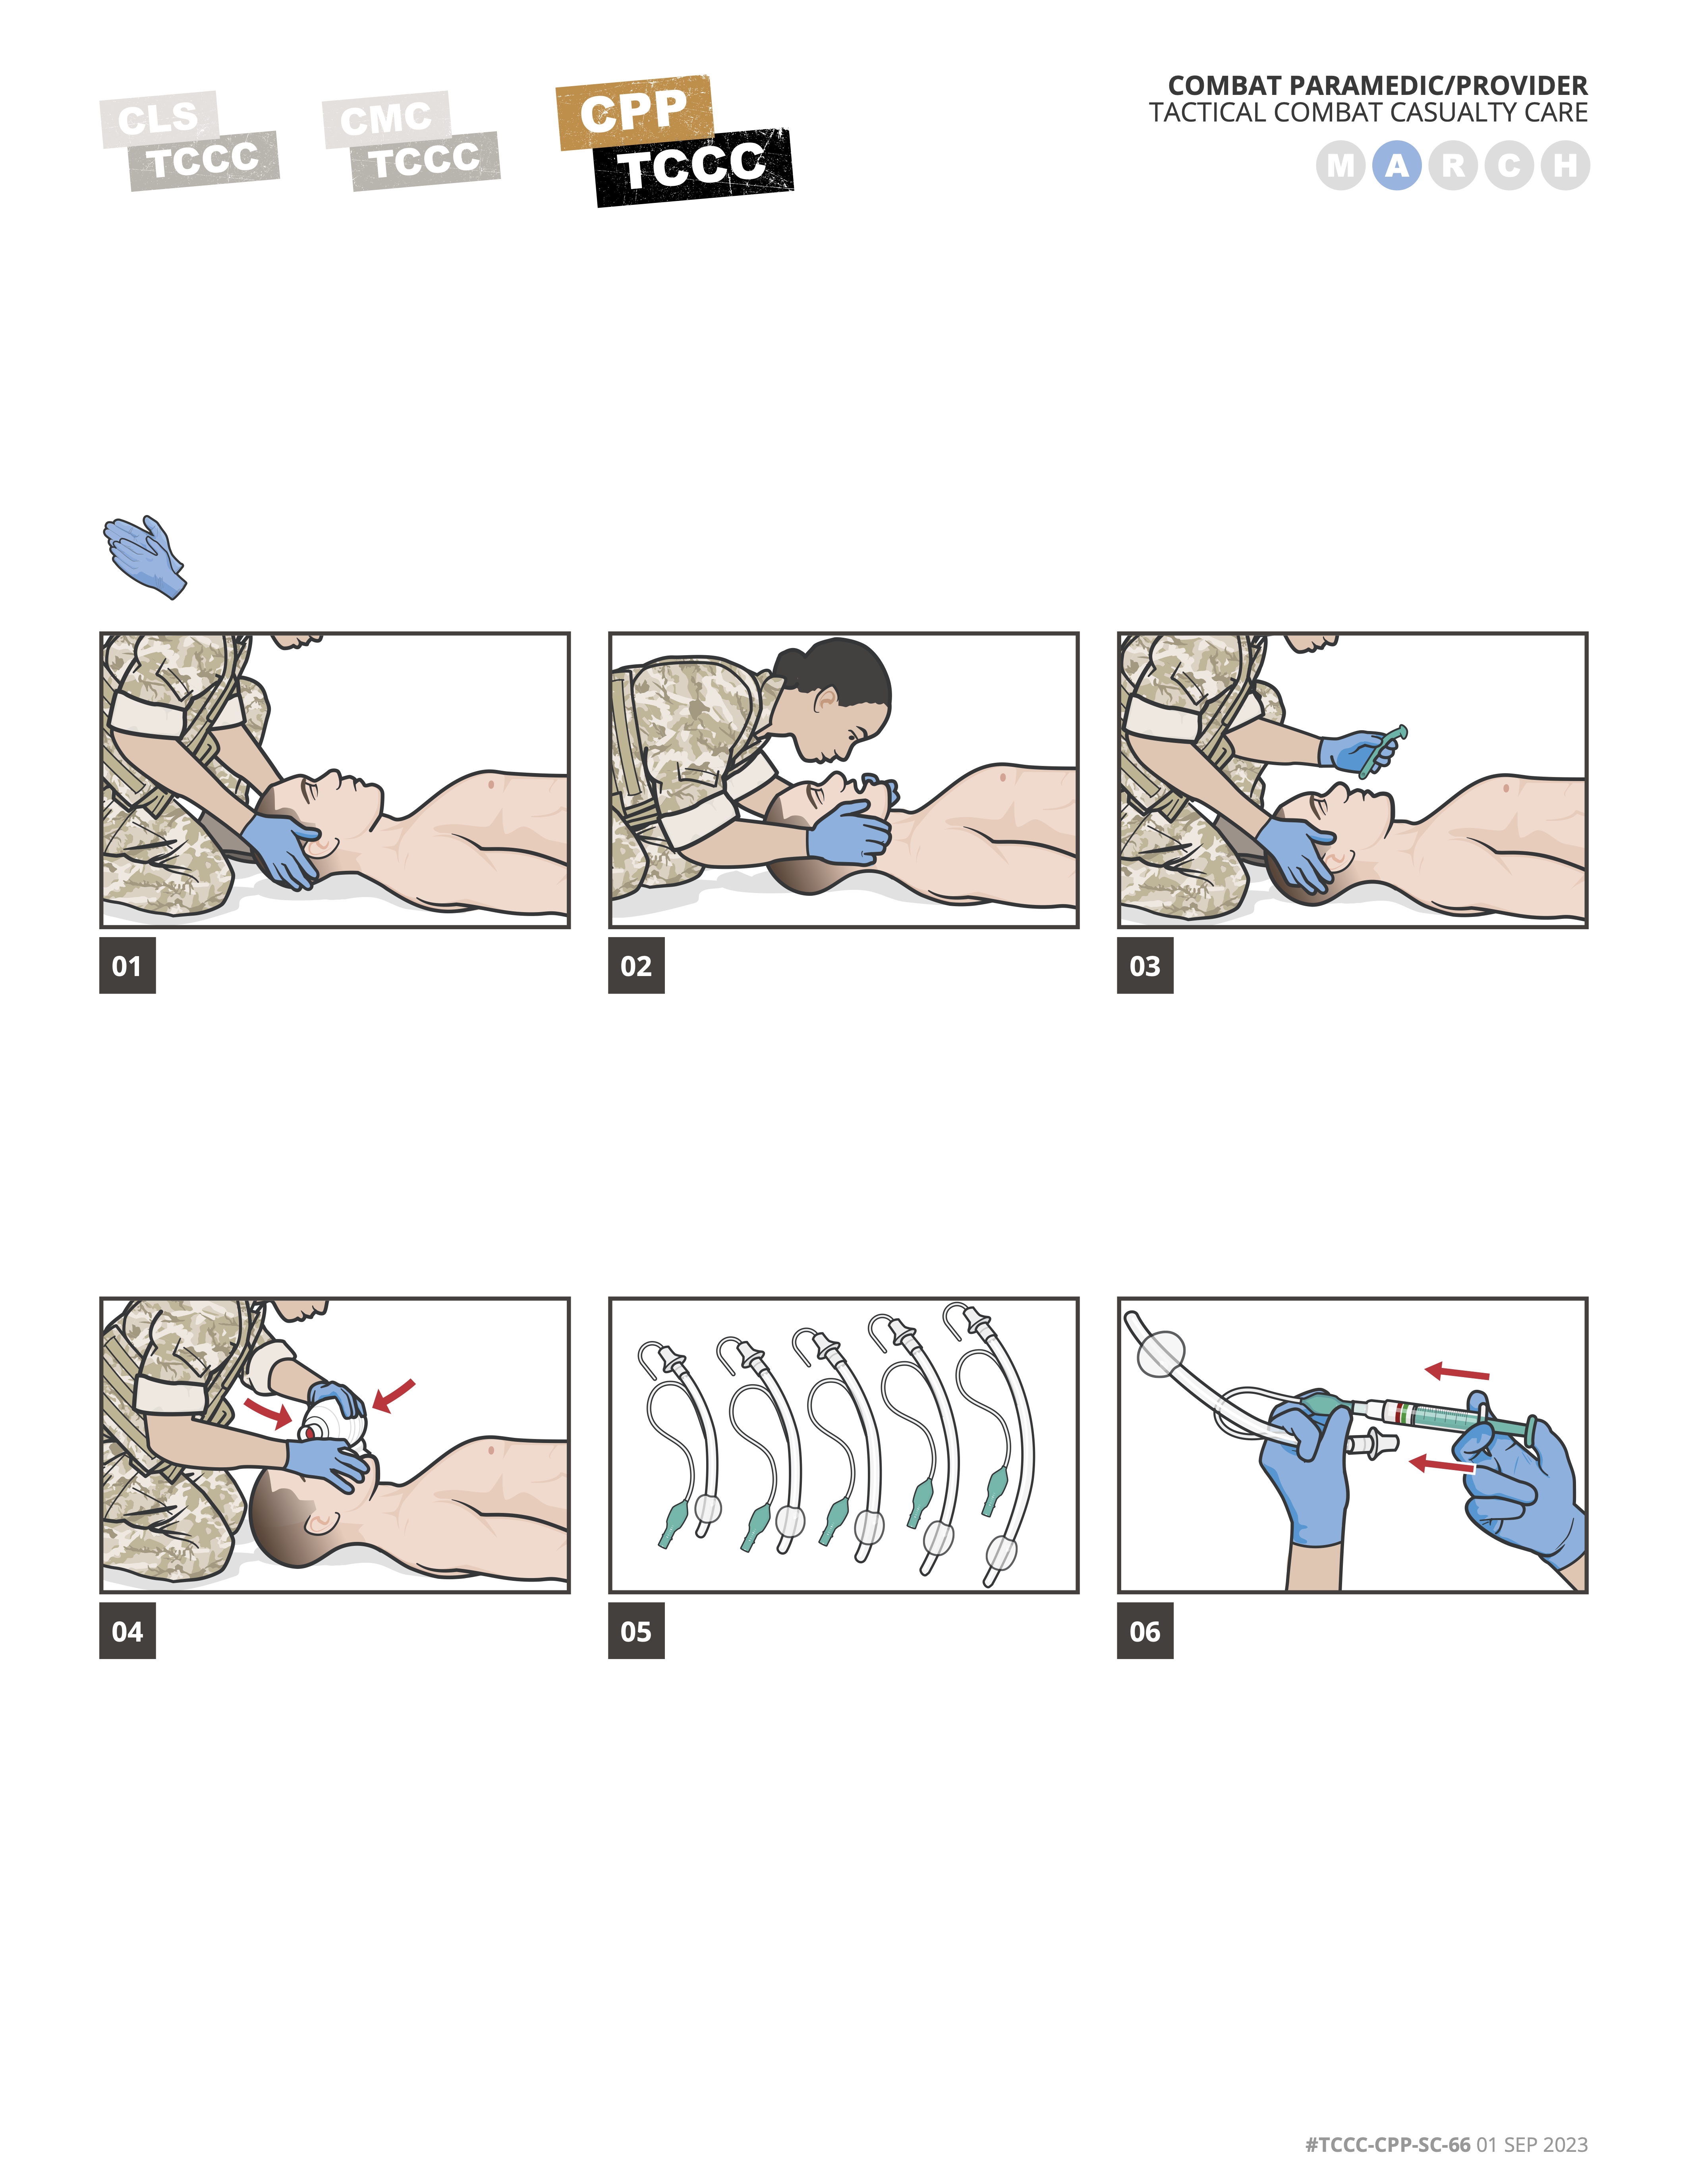 CLS
TCCC
CMC
TCCC
CPP
TCCC
COMBAT PARAMEDIC/PROVIDER
TACTICAL COMBAT CASUALTY CARE
M A R C H
01
02
03
04
05
06
#TCCC-CPP-SC-66 01 SEP 2023